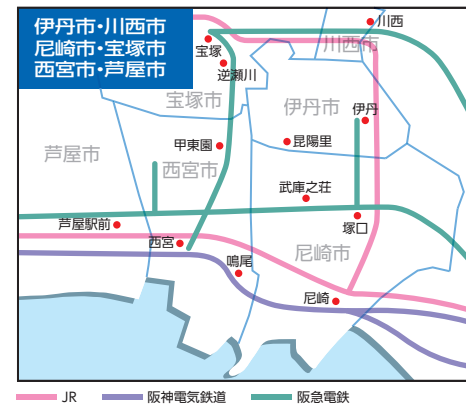 伊丹市・川西市
尼崎市・宝塚市
西宮市・芦屋市
川西
川西市
宝塚
逆瀬川
宝塚市
伊丹市
伊丹
芦屋市
甲東園
昆陽里
西宮市
武庫之荘
芦屋駅前
塚口
西宮
尼崎市
鳴尾
尼崎
JR
阪神電気鉄道
阪急電鉄